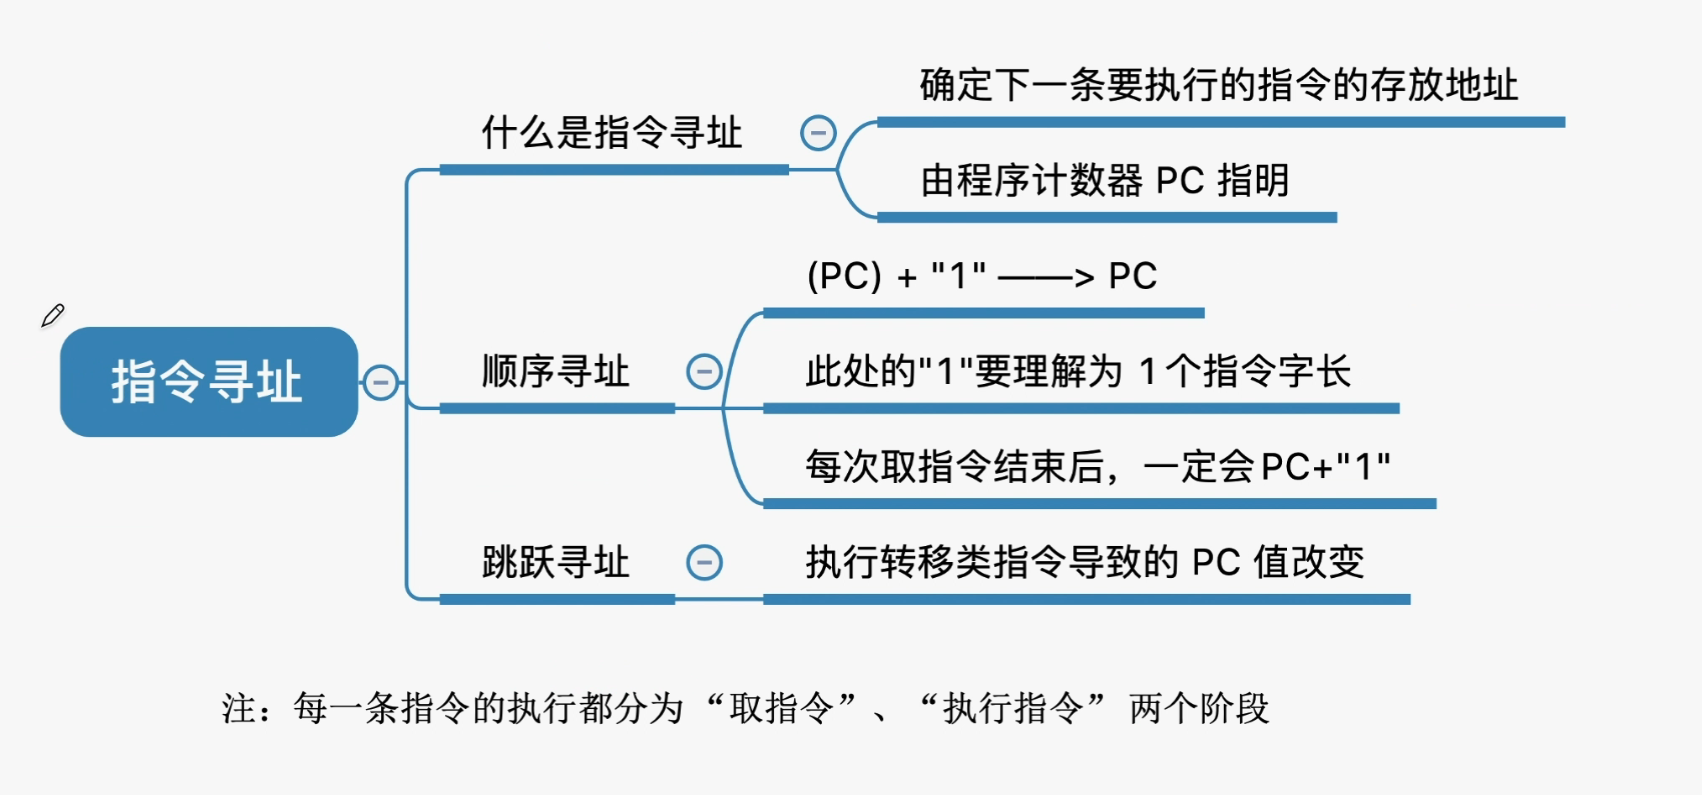 指令寻址
什么是指令寻址
确定下一条要执行的指令的存放地址
由程序计数器 PC 指明
顺序寻址
(PC) + "1" ——> PC
此处的"1"要理解为 1个指令字长
每次取指令结束后，一定会PC+"1"
跳跃寻址
执行转移类指令导致的 PC 值改变
注：每一条指令的执行都分为 “取指令”、“执行指令” 两个阶段